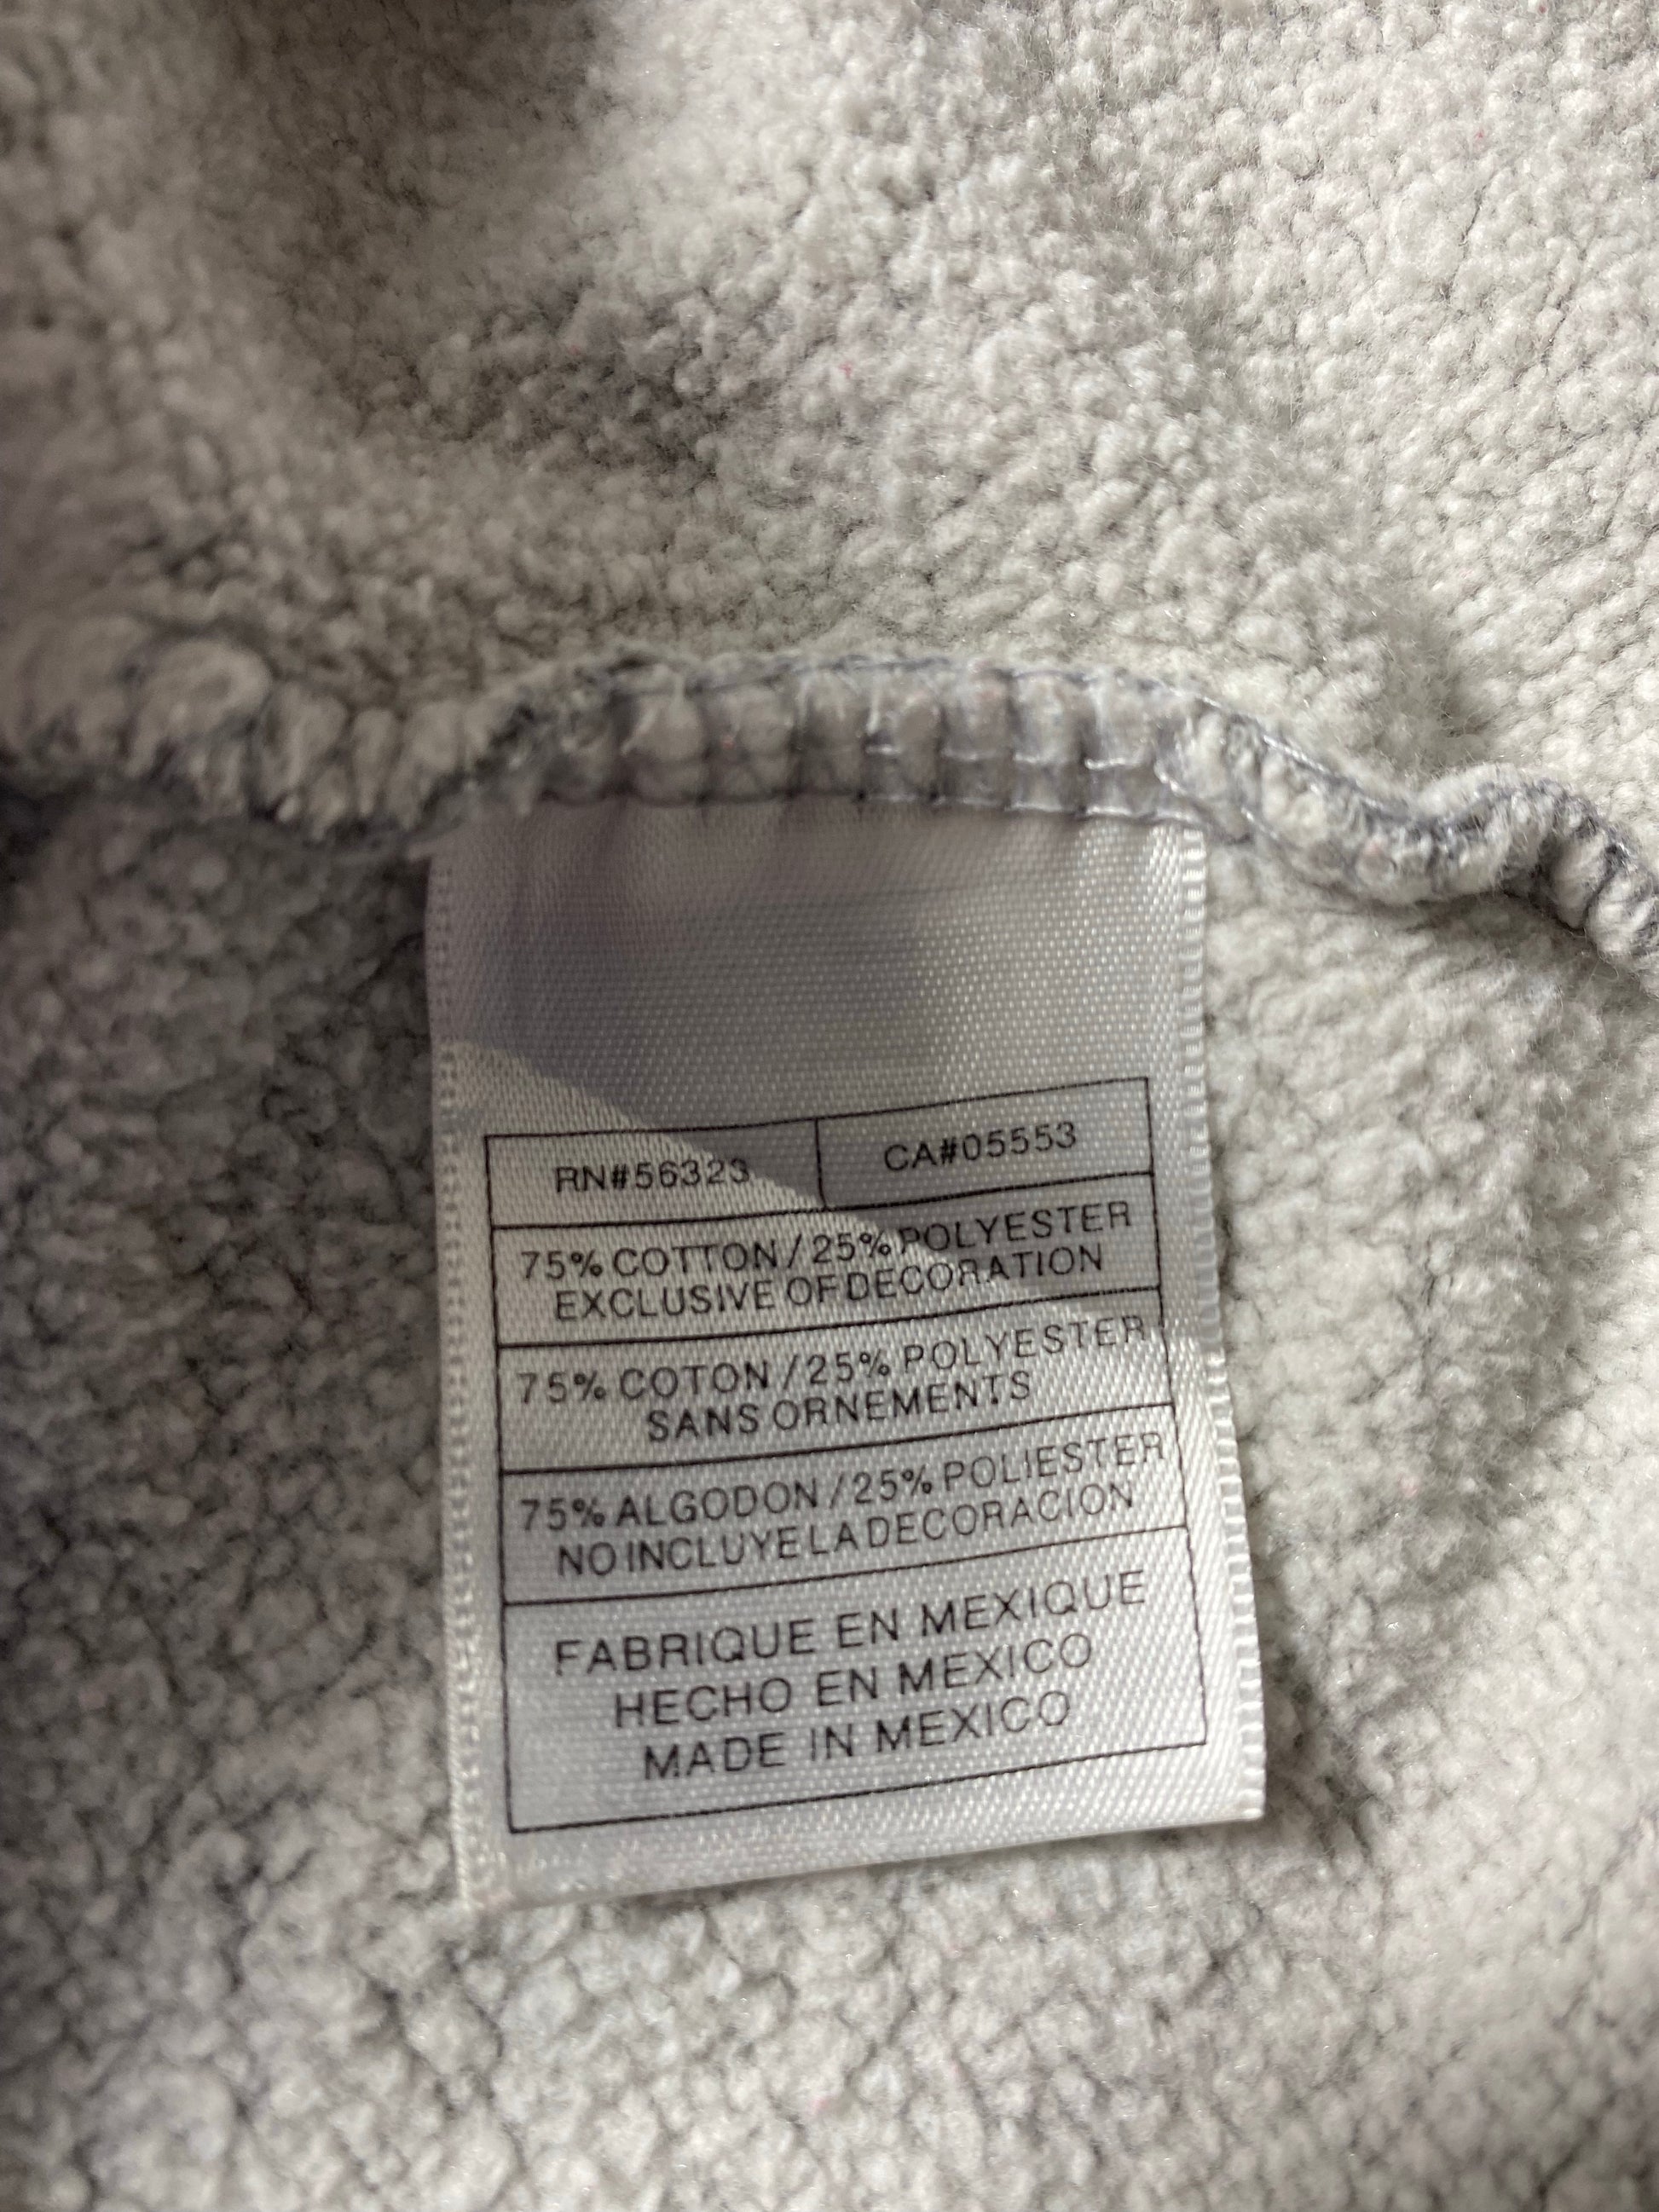 RN#56323 CA#05553
75% COTTON / 25% POLYESTER
EXCLUSIVE OF DECORATION
75% COTON / 25% POLYESTER
SANS ORNEMENTS
75% ALGODON / 25% POLIESTER
NO INCLUYE LA DECORACION
FABRIQUE EN MEXIQUE
HECHO EN MEXICO
MADE IN MEXICO